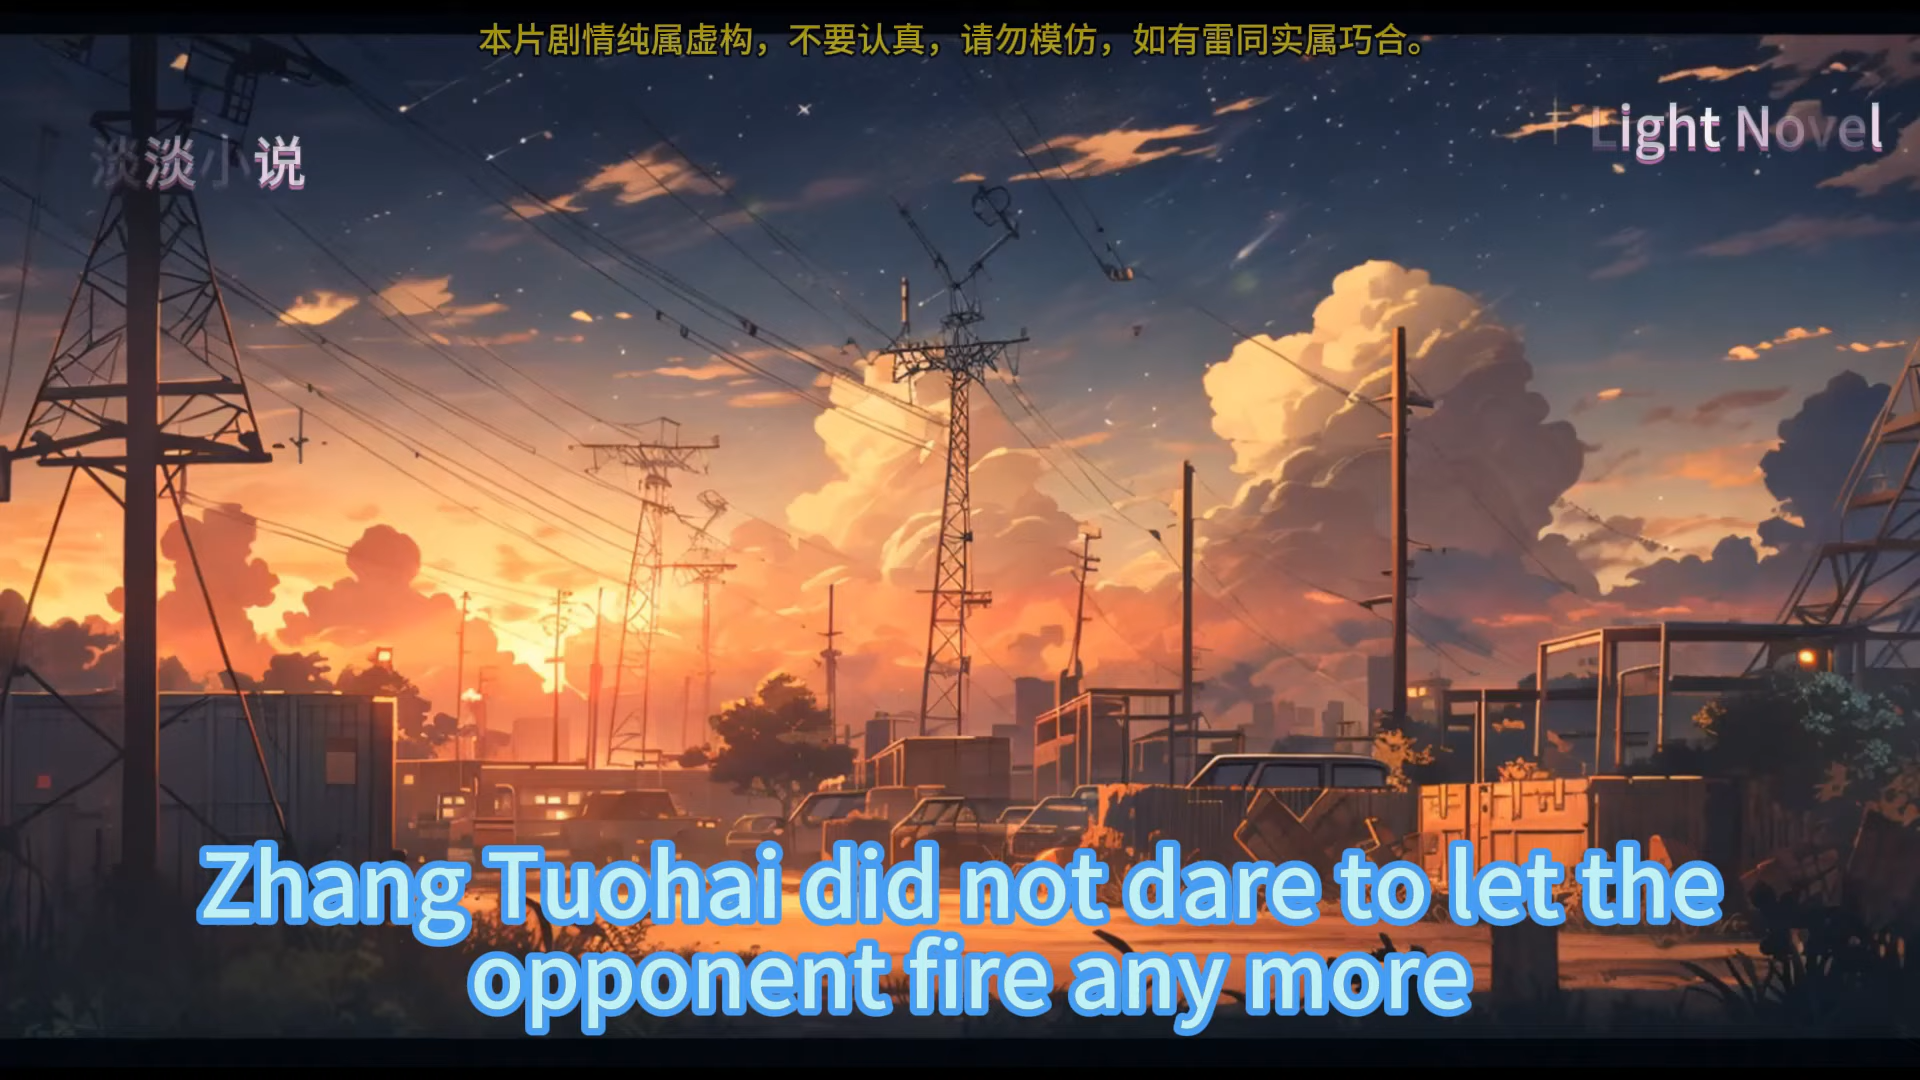 本片剧情纯属虚构，不要认真，请勿模仿，如有雷同实属巧合。
淡淡小说
Light Novel
Zhang Tuohai did not dare to let the
opponent fire any more